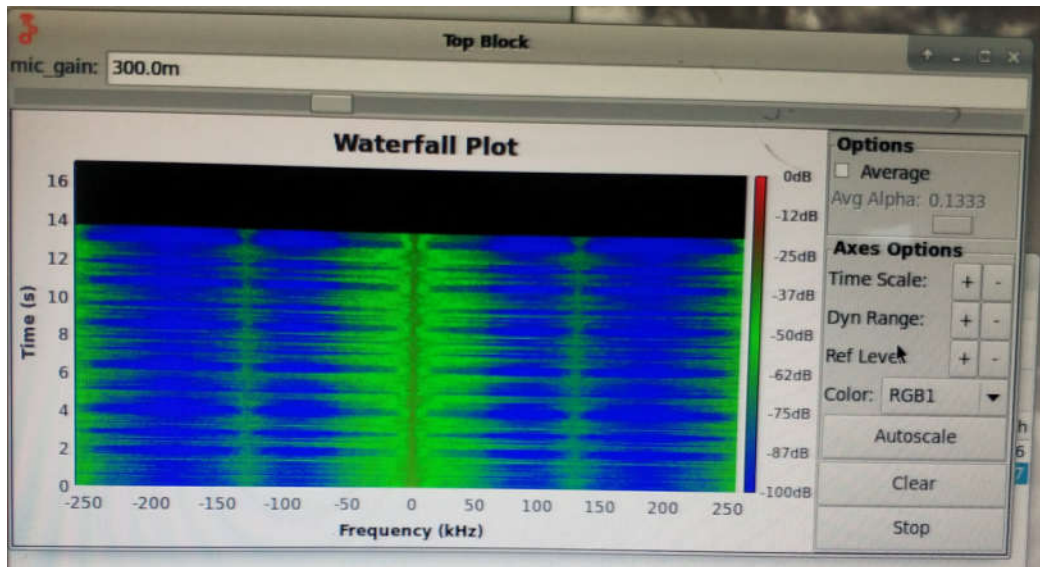 Top Block
mic_gain: 300.0m
Waterfall Plot
16
14
12
10
8
6
4
2
0
Time (s)
-250 -200 -150 -100 -50 0 50 100 150 200 250
Frequency (kHz)
0dB
-12dB
-25dB
-37dB
-50dB
-62dB
-75dB
-87dB
-100dB
Options
Average
Avg Alpha: 0.1333
Axes Options
Time Scale: + -
Dyn Range: + -
Ref Level + -
Color: RGB1
Autoscale
Clear
Stop
h
6
7